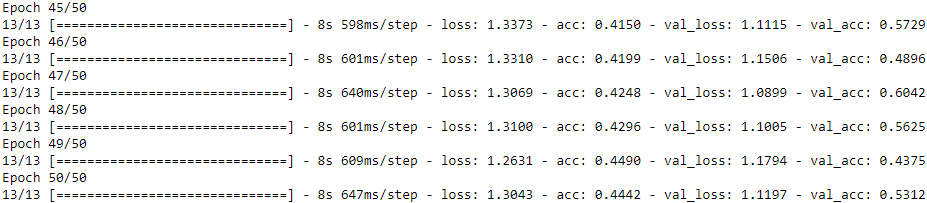 Epoch 45/50
13/13 [==============================] - 8s 598ms/step - loss: 1.3373 - acc: 0.4150 - val_loss: 1.1115 - val_acc: 0.5729
Epoch 46/50
13/13 [==============================] - 8s 601ms/step - loss: 1.3310 - acc: 0.4199 - val_loss: 1.1506 - val_acc: 0.4896
Epoch 47/50
13/13 [==============================] - 8s 640ms/step - loss: 1.3069 - acc: 0.4248 - val_loss: 1.0899 - val_acc: 0.6042
Epoch 48/50
13/13 [==============================] - 8s 601ms/step - loss: 1.3100 - acc: 0.4296 - val_loss: 1.1005 - val_acc: 0.5625
Epoch 49/50
13/13 [==============================] - 8s 609ms/step - loss: 1.2631 - acc: 0.4490 - val_loss: 1.1794 - val_acc: 0.4375
Epoch 50/50
13/13 [==============================] - 8s 647ms/step - loss: 1.3043 - acc: 0.4442 - val_loss: 1.1197 - val_acc: 0.5312